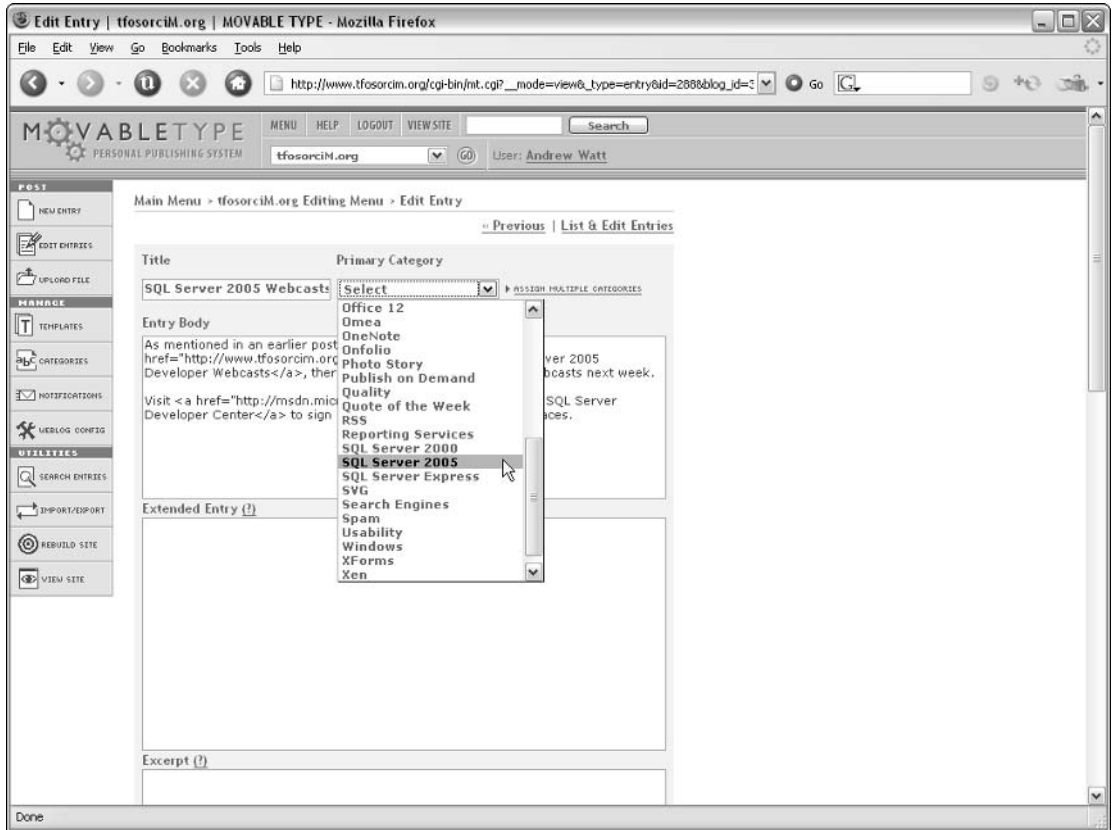 Edit Entry | tfosorciM.org | MOVABLE TYPE - Mozilla Firefox
File Edit View Go Bookmarks Tools Help
http://www.tfosorcim.org/cgi-bin/mt.cgi?__mode=view&_type=entry&id=288&blog_id=3 Go G
MOVABLETYPE
PERSONAL PUBLISHING SYSTEM
MENU HELP LOGOUT VIEW SITE Search
tfosorciM.org GO User: Andrew Watt
POST
NEW ENTRY
EDIT ENTRIES
UPLOAD FILE
MANAGE
TEMPLATES
CATEGORIES
NOTIFICATIONS
WEBLOG CONFIG
UTILITIES
SEARCH ENTRIES
IMPORT/EXPORT
REBUILD SITE
VIEW SITE
Main Menu > tfosorciM.org Editing Menu > Edit Entry
« Previous | List & Edit Entries
Title Primary Category
SQL Server 2005 Webcasts Select ASSIGN MULTIPLE CATEGORIES
Office 12
Omea
OneNote
Onfolio
Photo Story
Publish on Demand
Quality
Quote of the Week
RSS
Reporting Services
SQL Server 2000
SQL Server 2005
SQL Server Express
SVG
Search Engines
Spam
Usability
Windows
XForms
Xen
Entry Body
As mentioned in an earlier post
href="http://www.tfosorcim.org ver 2005
Developer Webcasts</a>, ther bcasts next week.
Visit <a href="http://msdn.mic SQL Server
Developer Center</a> to sign
Extended Entry (?)
Excerpt (?)
Done